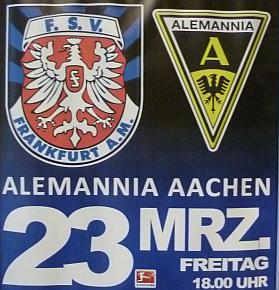 F.S.V.
FRANKFURT A.M.
ALEMANNIA
A
ALEMANNIA AACHEN
23 MRZ.
FREITAG
18.00 UHR